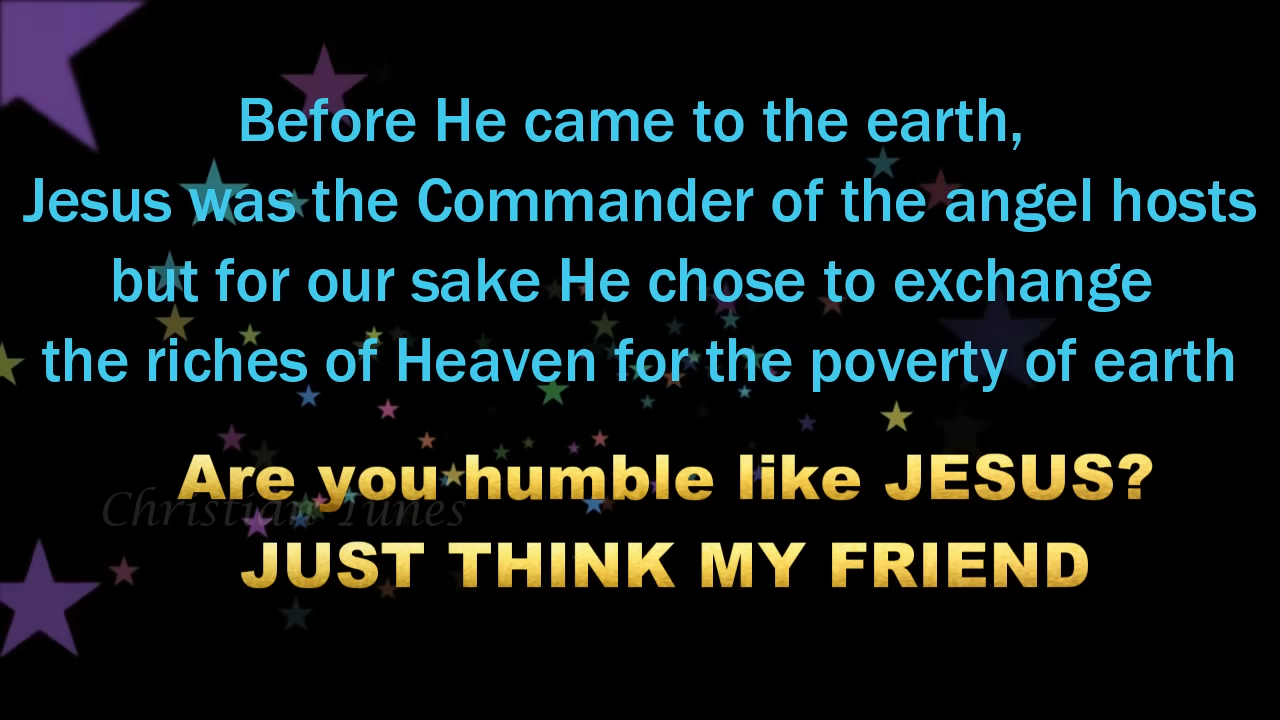 Before He came to the earth,
Jesus was the Commander of the angel hosts
but for our sake He chose to exchange
the riches of Heaven for the poverty of earth
Are you humble like JESUS?
Christian Tunes
JUST THINK MY FRIEND